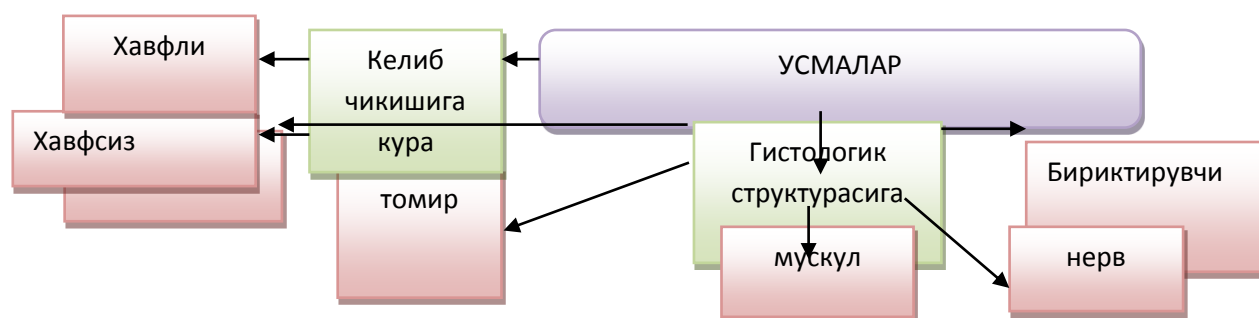 Хавфли
Келиб
чикишига
кура
УСМАЛАР
Хавфсиз
Гистологик
структурасига
Бириктирувчи
томир
мускул
нерв